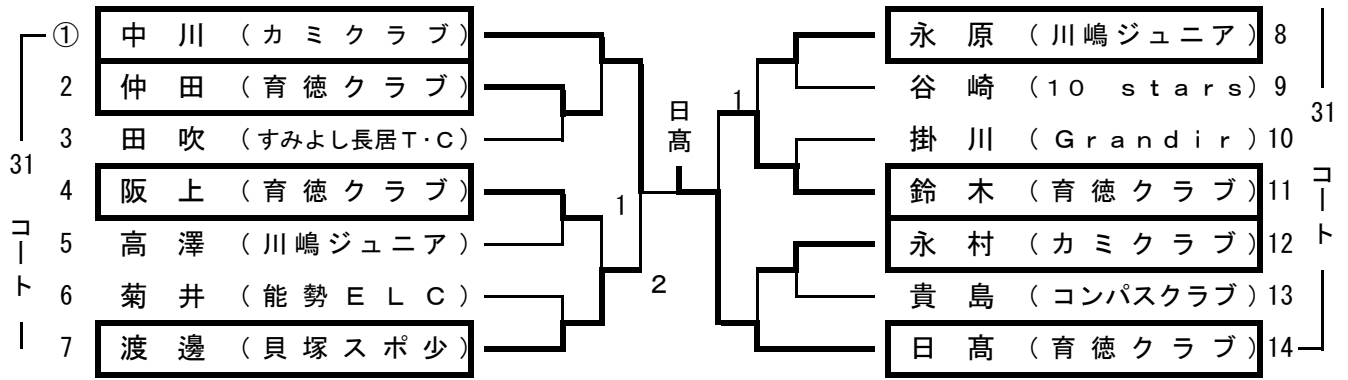 ① 中 川 (カミクラブ)
2 仲 田 (育徳クラブ)
3 田 吹 (すみよし長居T・C)
4 阪 上 (育徳クラブ)
5 高 澤 (川嶋ジュニア)
6 菊 井 (能勢ELC)
7 渡 邊 (貝塚スポ少)
31
コート
1
2
日髙
1
永 原 (川嶋ジュニア) 8
谷 崎 (10 stars) 9
掛 川 (Grandir) 10
鈴 木 (育徳クラブ) 11
永 村 (カミクラブ) 12
貴 島 (コンパスクラブ) 13
日 髙 (育徳クラブ) 14
31
コート